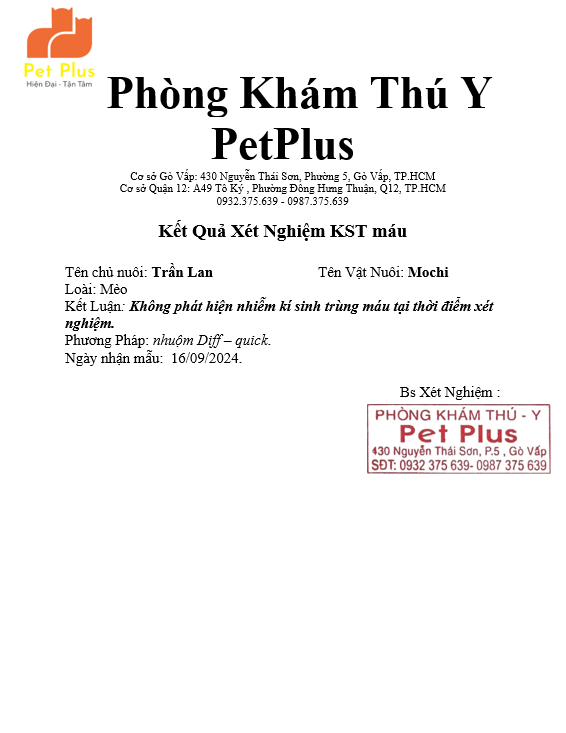 Pet Plus
Hiện Đại - Tận Tâm
Phòng Khám Thú Y
PetPlus
Cơ sở Gò Vấp: 430 Nguyễn Thái Sơn, Phường 5, Gò Vấp, TP.HCM
Cơ sở Quận 12: A49 Tô Ký , Phường Đông Hưng Thuận, Q12, TP.HCM
0932.375.639 - 0987.375.639
Kết Quả Xét Nghiệm KST máu
Tên chủ nuôi: Trần Lan Tên Vật Nuôi: Mochi
Loài: Mèo
Kết Luận: Không phát hiện nhiễm kí sinh trùng máu tại thời điểm xét
nghiệm.
Phương Pháp: nhuộm Diff – quick.
Ngày nhận mẫu: 16/09/2024.
Bs Xét Nghiệm :
PHÒNG KHÁM THÚ - Y
Pet Plus
430 Nguyễn Thái Sơn, P.5 , Gò Vấp
SĐT: 0932 375 639- 0987 375 639